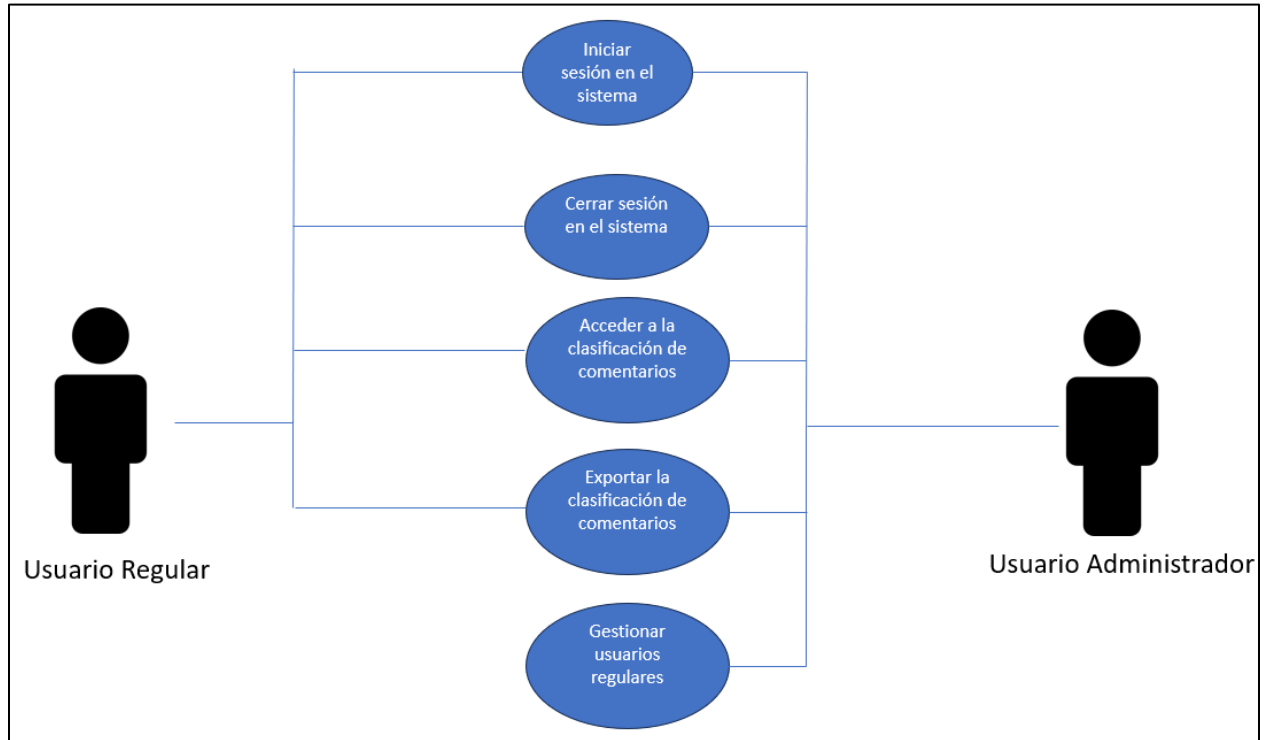 Iniciar
sesión en el
sistema
Cerrar sesión
en el sistema
Acceder a la
clasificación de
comentarios
Exportar la
clasificación de
comentarios
Usuario Regular
Usuario Administrador
Gestionar
usuarios
regulares